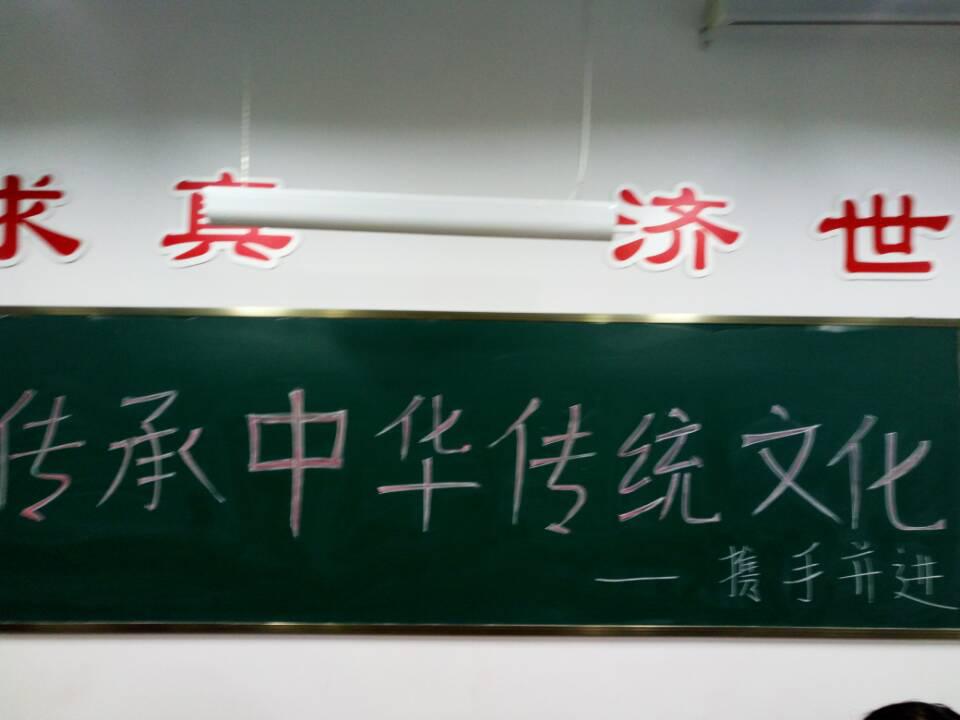 求真 济世
传承中华传统文化
——携手并进